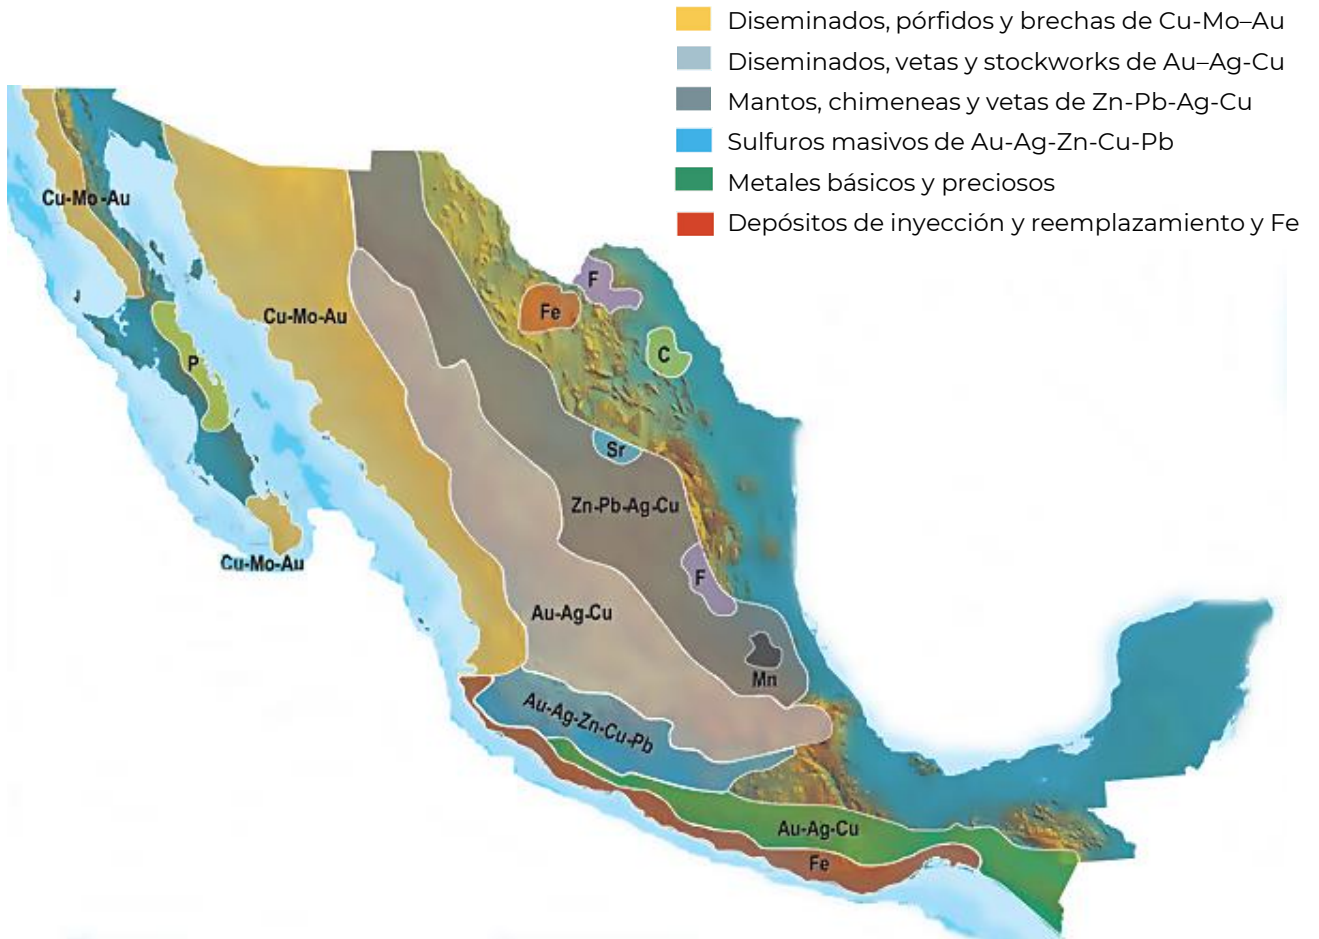 Diseminados, pórfidos y brechas de Cu-Mo–Au
Diseminados, vetas y stockworks de Au–Ag-Cu
Mantos, chimeneas y vetas de Zn-Pb-Ag-Cu
Sulfuros masivos de Au-Ag-Zn-Cu-Pb
Metales básicos y preciosos
Depósitos de inyección y reemplazamiento y Fe
Cu-Mo-Au
F
Fe
Cu-Mo-Au
C
P
Sr
Zn-Pb-Ag-Cu
Cu-Mo-Au
F
Au-Ag-Cu
Mn
Au-Ag-Zn-Cu-Pb
Au-Ag-Cu
Fe